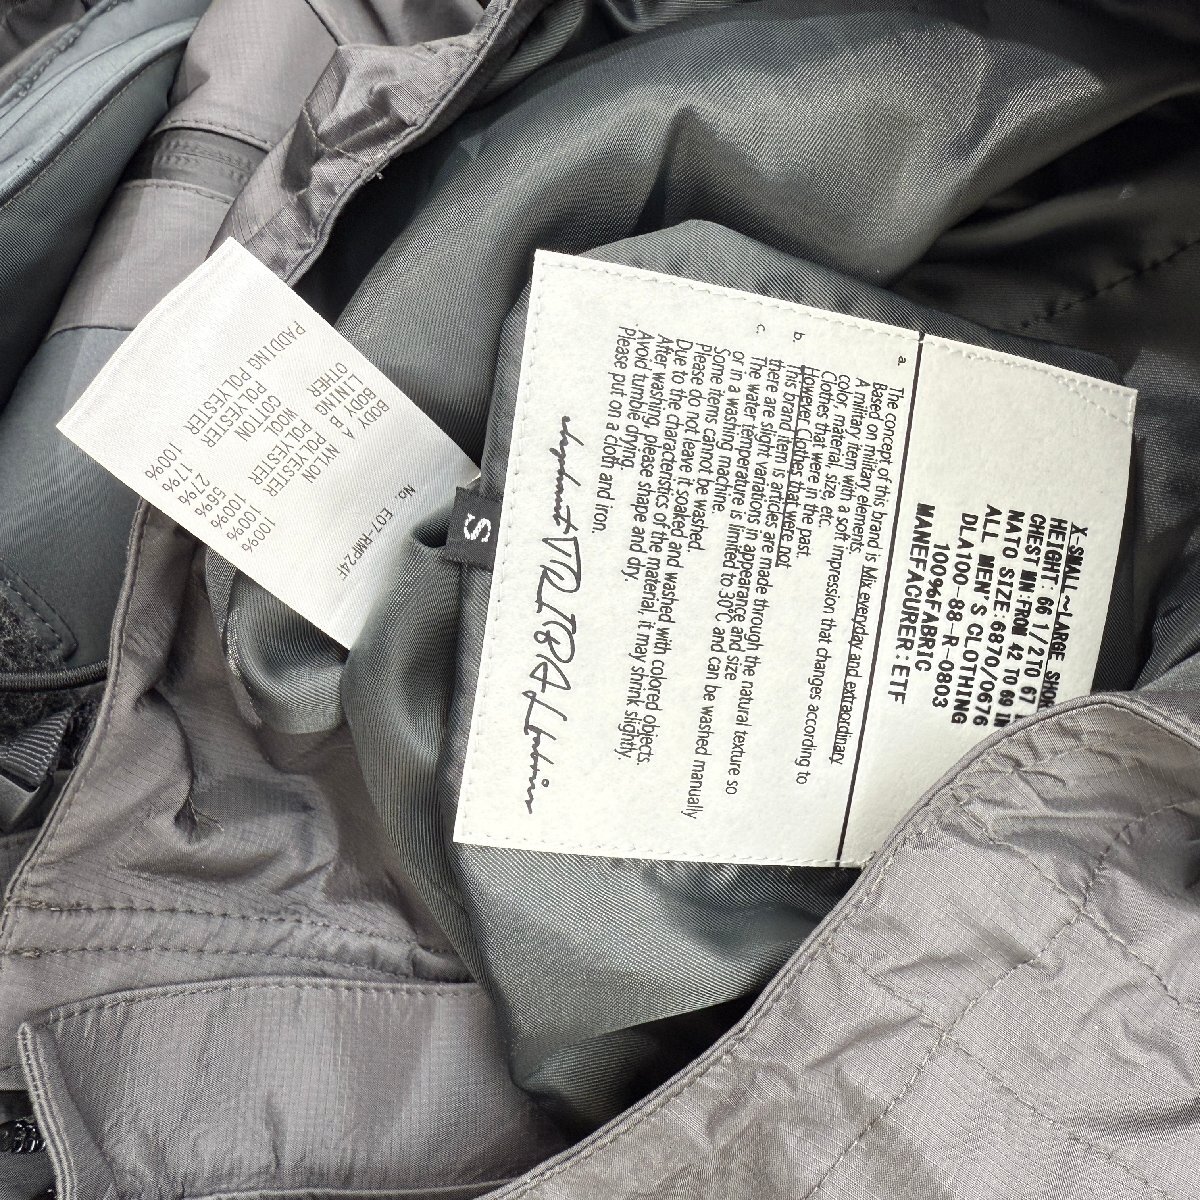 X-SMALL~LARGE SHOR
HEIGHT: 66 1/2 TO 67
CHEST MN:FROM 42 TO 69 IN
NATO SIZE:6870/0676
ALL MEN'S CLOTHING
DLA100-88-R-0803
100%FABRIC
MANEFACURER:ETF
a. The concept of this brand is Mix everyday and extraordinary
Based on military elements.
A military item with a soft impression that changes according to
color, material, size, etc.
Clothes that were in the past.
However Clothes that were not
b. This brand item is articles are made through the natural texture so
there are slight variations in appearance and size
c. The water temperature is limited to 30°C and can be washed manually
or in a washing machine.
Some items cannot be washed.
Please do not leave it soaked and washed with colored objects.
Due to the characteristics of the material, it may shrink slightly.
After washing, please shape and dry.
Avoid tumble drying.
Please put on a cloth and iron.
S
No. E07-RMP24F
BODY A NYLON 100%
BODY B POLYESTER 100%
LINING POLYESTER 100%
OTHER WOOL 56%
COTTON 27%
POLYESTER 17%
PADDING POLYESTER 100%